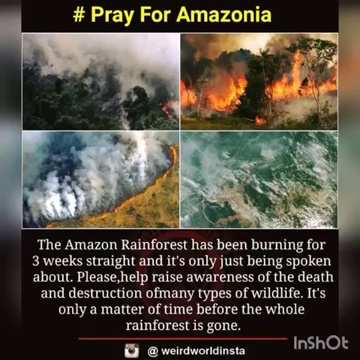 # Pray For Amazonia
The Amazon Rainforest has been burning for
3 weeks straight and it's only just being spoken
about. Please,help raise awareness of the death
and destruction ofmany types of wildlife. It's
only a matter of time before the whole
rainforest is gone.
InShOt
@ weirdworldinsta